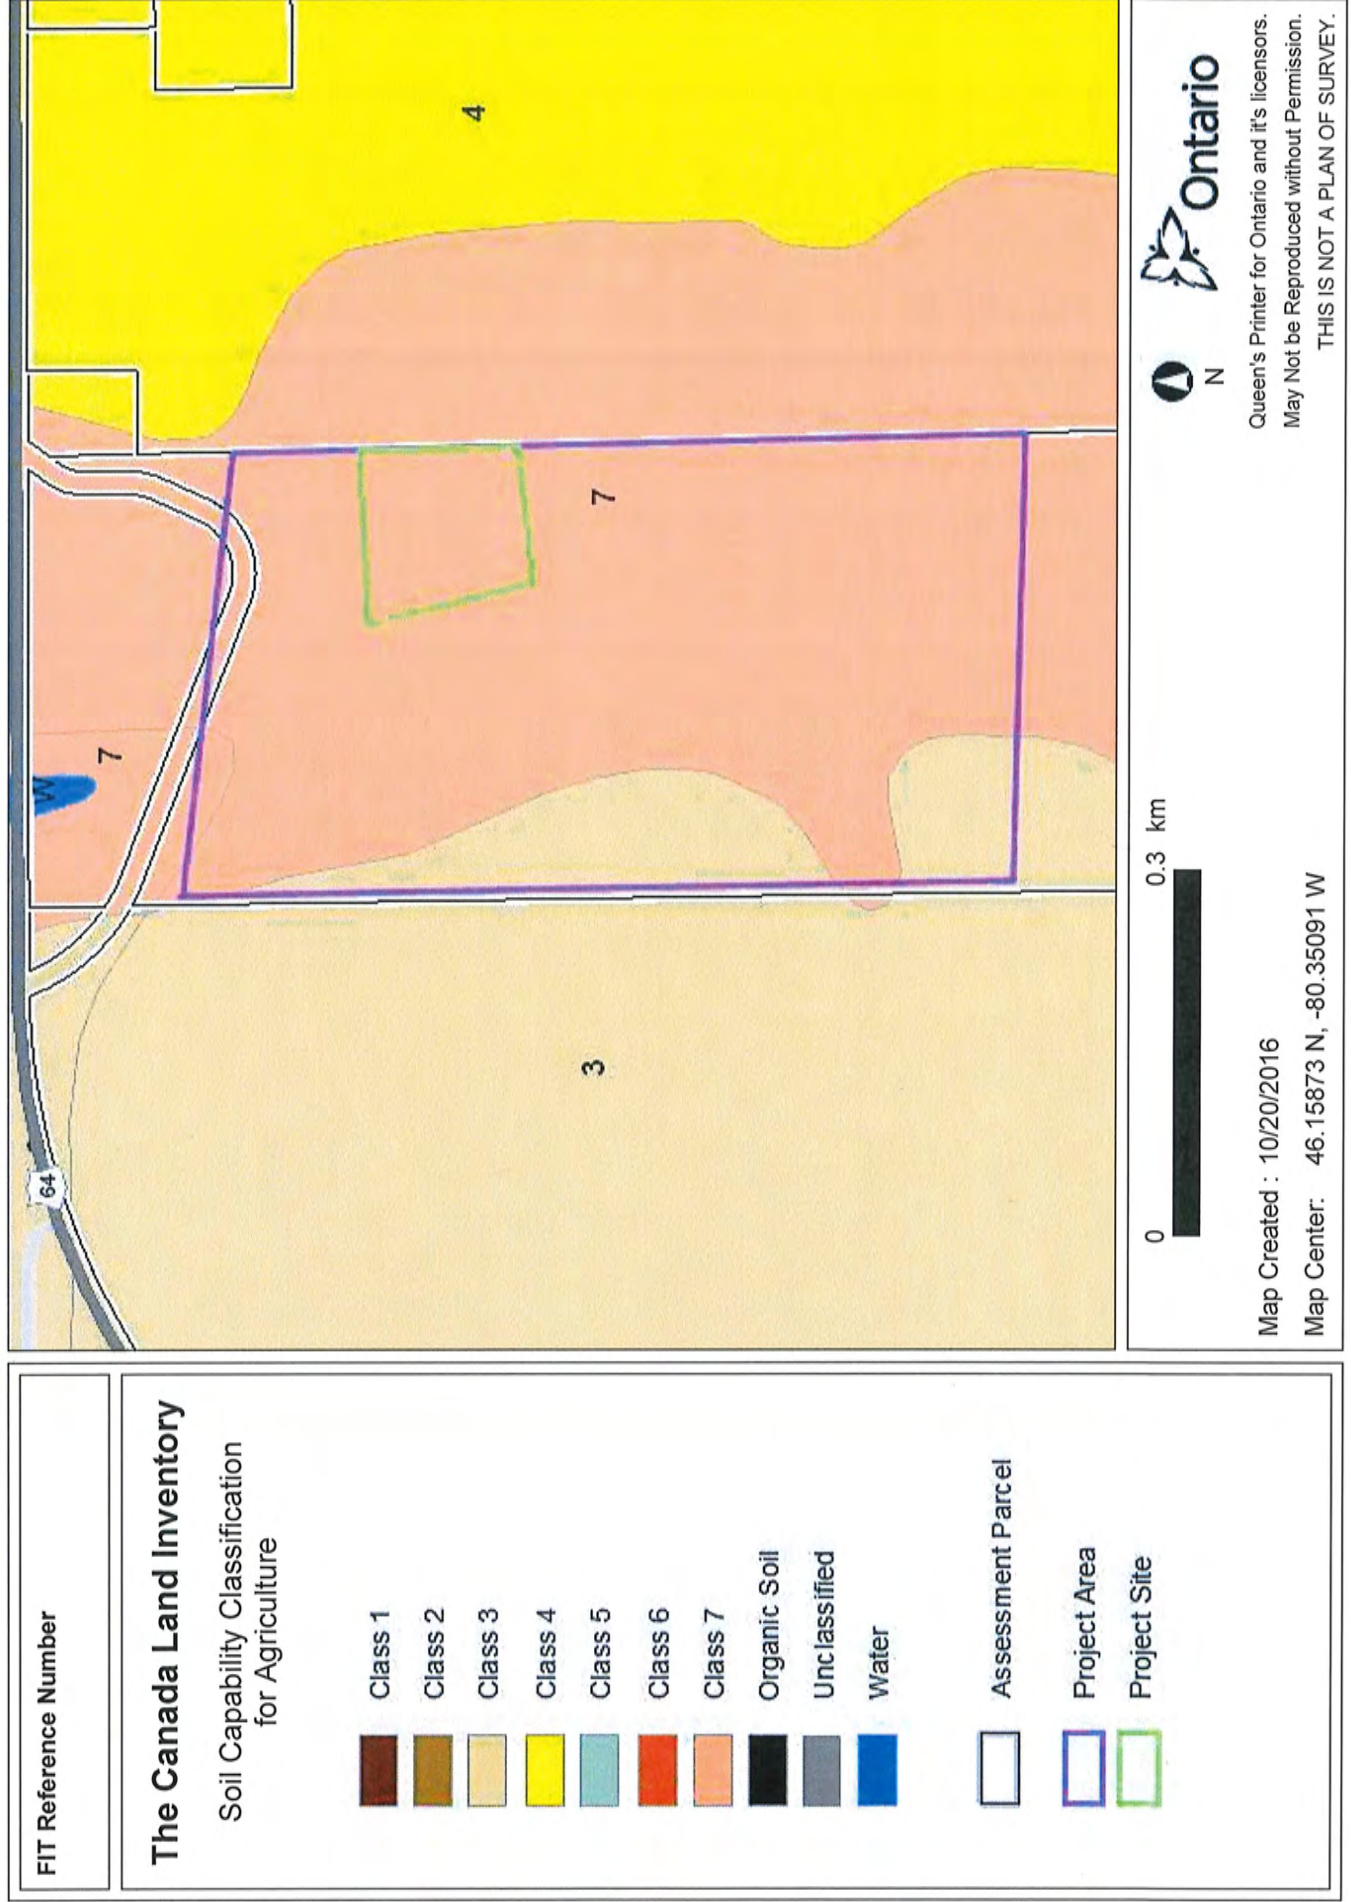 FIT Reference Number
The Canada Land Inventory
Soil Capability Classification
for Agriculture
Class 1
Class 2
Class 3
Class 4
Class 5
Class 6
Class 7
Organic Soil
Unclassified
Water
Assessment Parcel
Project Area
Project Site
64
W
7
4
7
3
0
0.3 km
Map Created : 10/20/2016
Map Center: 46.15873 N, -80.35091 W
N
Ontario
Queen's Printer for Ontario and it's licensors.
May Not be Reproduced without Permission.
THIS IS NOT A PLAN OF SURVEY.